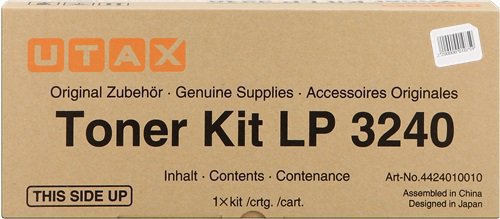 UTAX
Original Zubehör · Genuine Supplies · Accessoires Originales
Toner Kit LP 3240
Inhalt · Contents · Contenance
Art-No.4424010010
THIS SIDE UP
1×kit /crtg. /cart.
Assembled in China
Designed in Japan